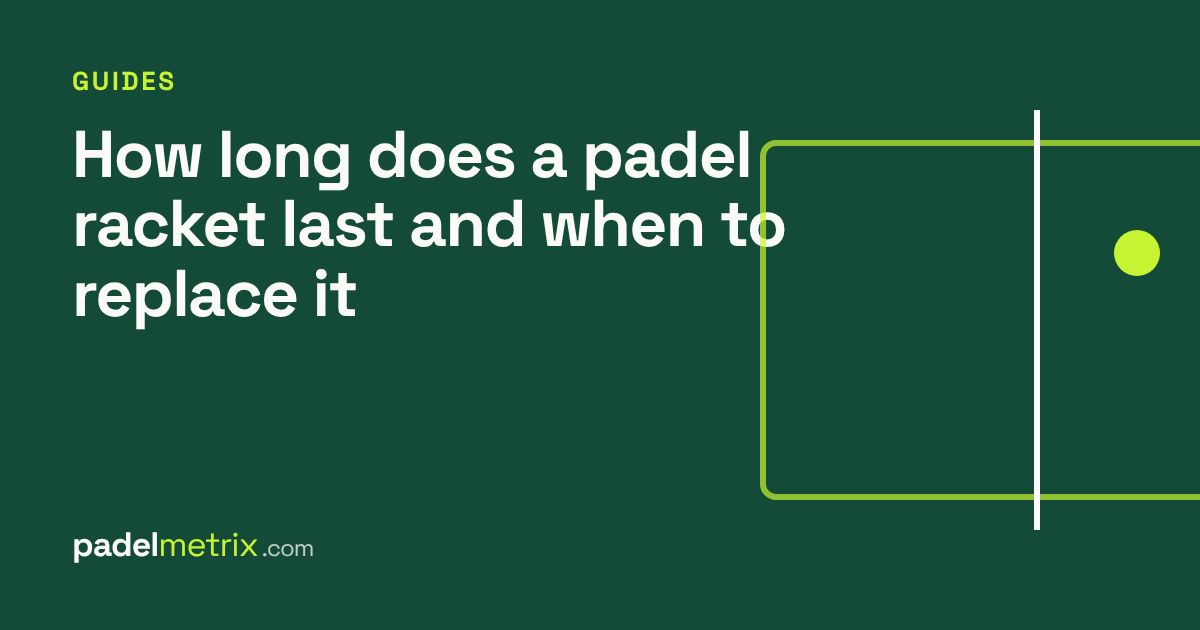 GUIDES
How long does a padel
racket last and when to
replace it
padelmetrix.com